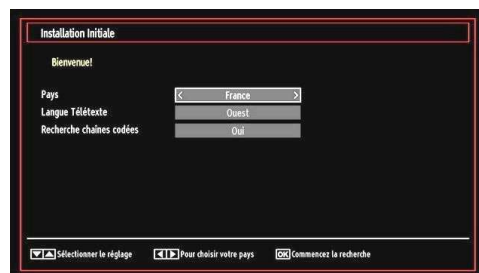 Installation Initiale
Bienvenue!
Pays < France >
Langue Télétexte Ouest
Recherche chaînes codées Oui
Sélectionner le réglage Pour choisir votre pays OK Commencez la recherche